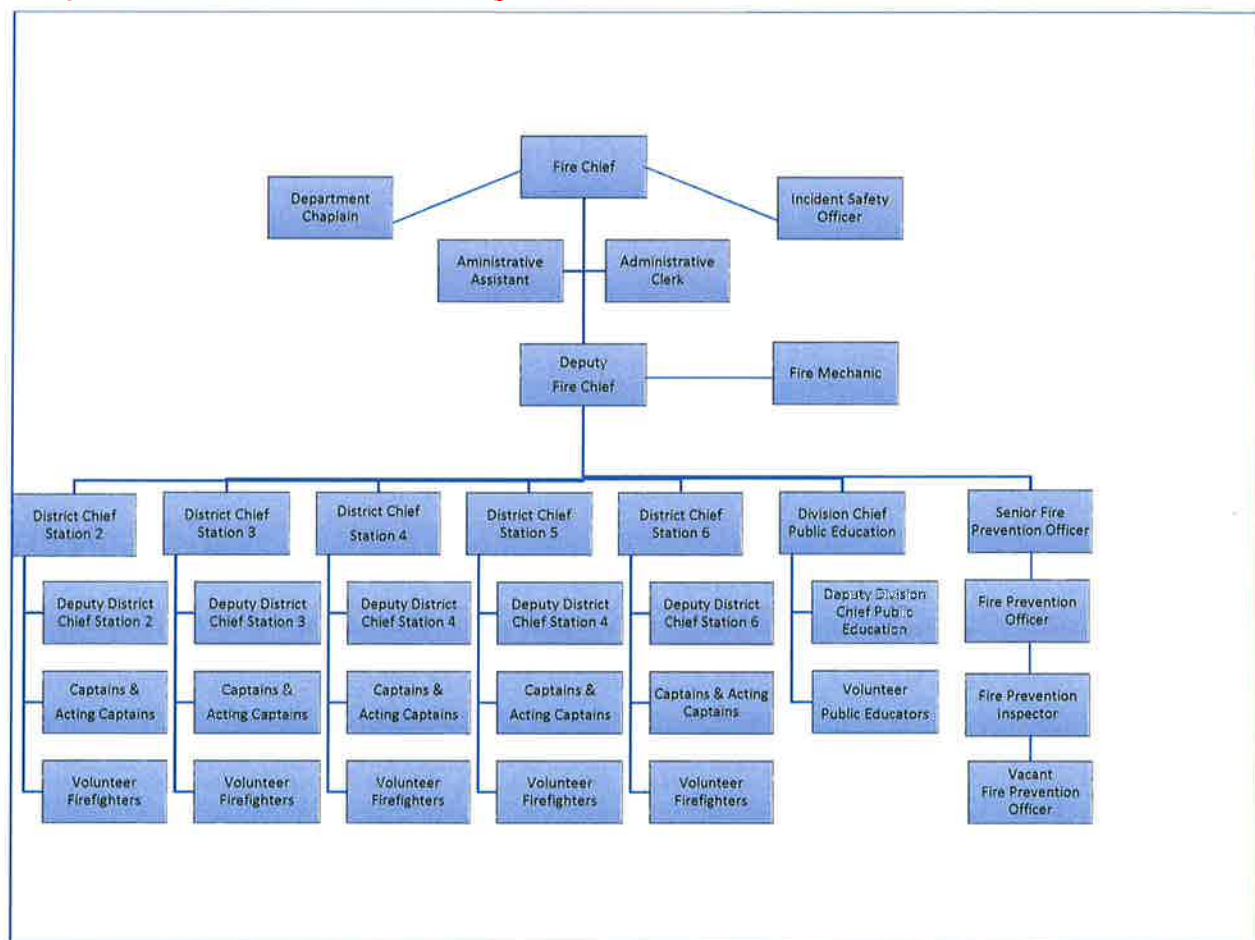 Fire Chief
Department
Chaplain
Incident Safety
Officer
Aministrative
Assistant
Administrative
Clerk
Deputy
Fire Chief
Fire Mechanic
District Chief
Station 2
District Chief
Station 3
District Chief
Station 4
District Chief
Station 5
District Chief
Station 6
Division Chief
Public Education
Senior Fire
Prevention Officer
Deputy District
Chief Station 2
Deputy District
Chief Station 3
Deputy District
Chief Station 4
Deputy District
Chief Station 4
Deputy District
Chief Station 6
Deputy Division
Chief Public
Education
Fire Prevention
Officer
Captains &
Acting Captains
Captains &
Acting Captains
Captains &
Acting Captains
Captains &
Acting Captains
Captains & Acting
Captains
Volunteer
Public Educators
Fire Prevention
Inspector
Volunteer
Firefighters
Volunteer
Firefighters
Volunteer
Firefighters
Volunteer
Firefighters
Volunteer
Firefighters
Vacant
Fire Prevention
Officer